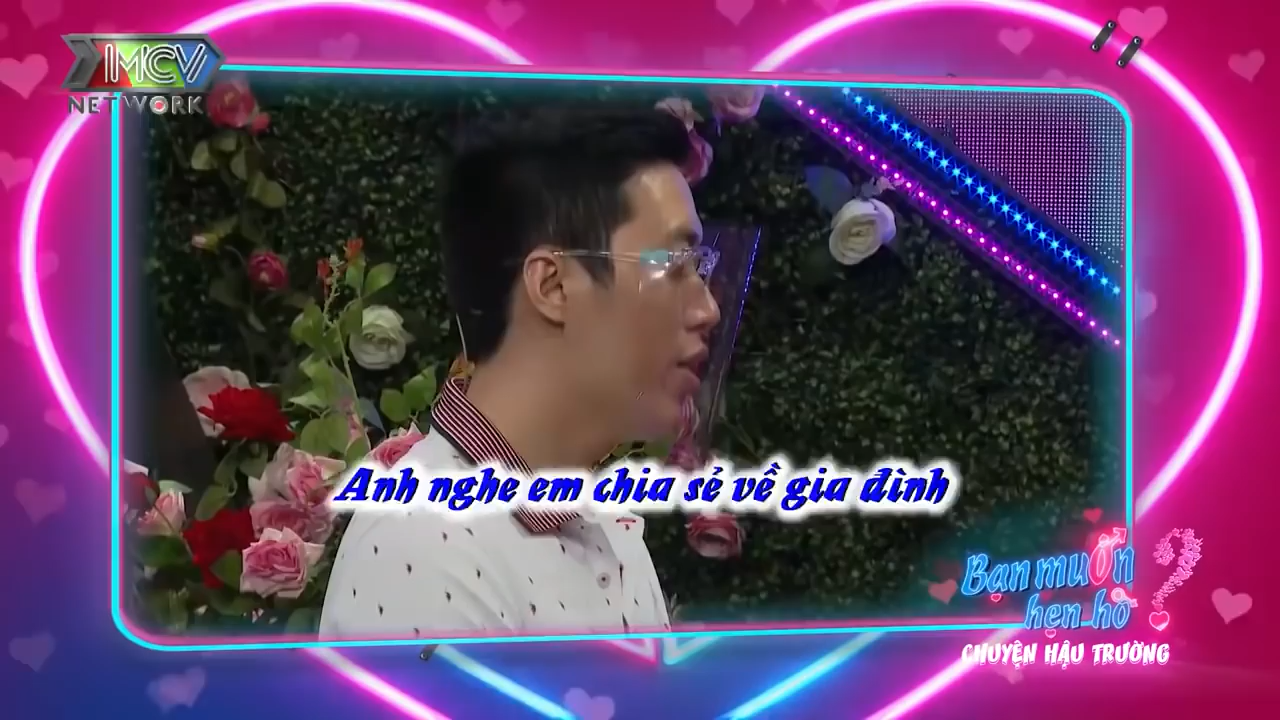 MCV
NETWORK
Anh nghe em chia sẻ về gia đình
Bạn muốn
hẹn hò ?
CHUYỆN HẬU TRƯỜNG